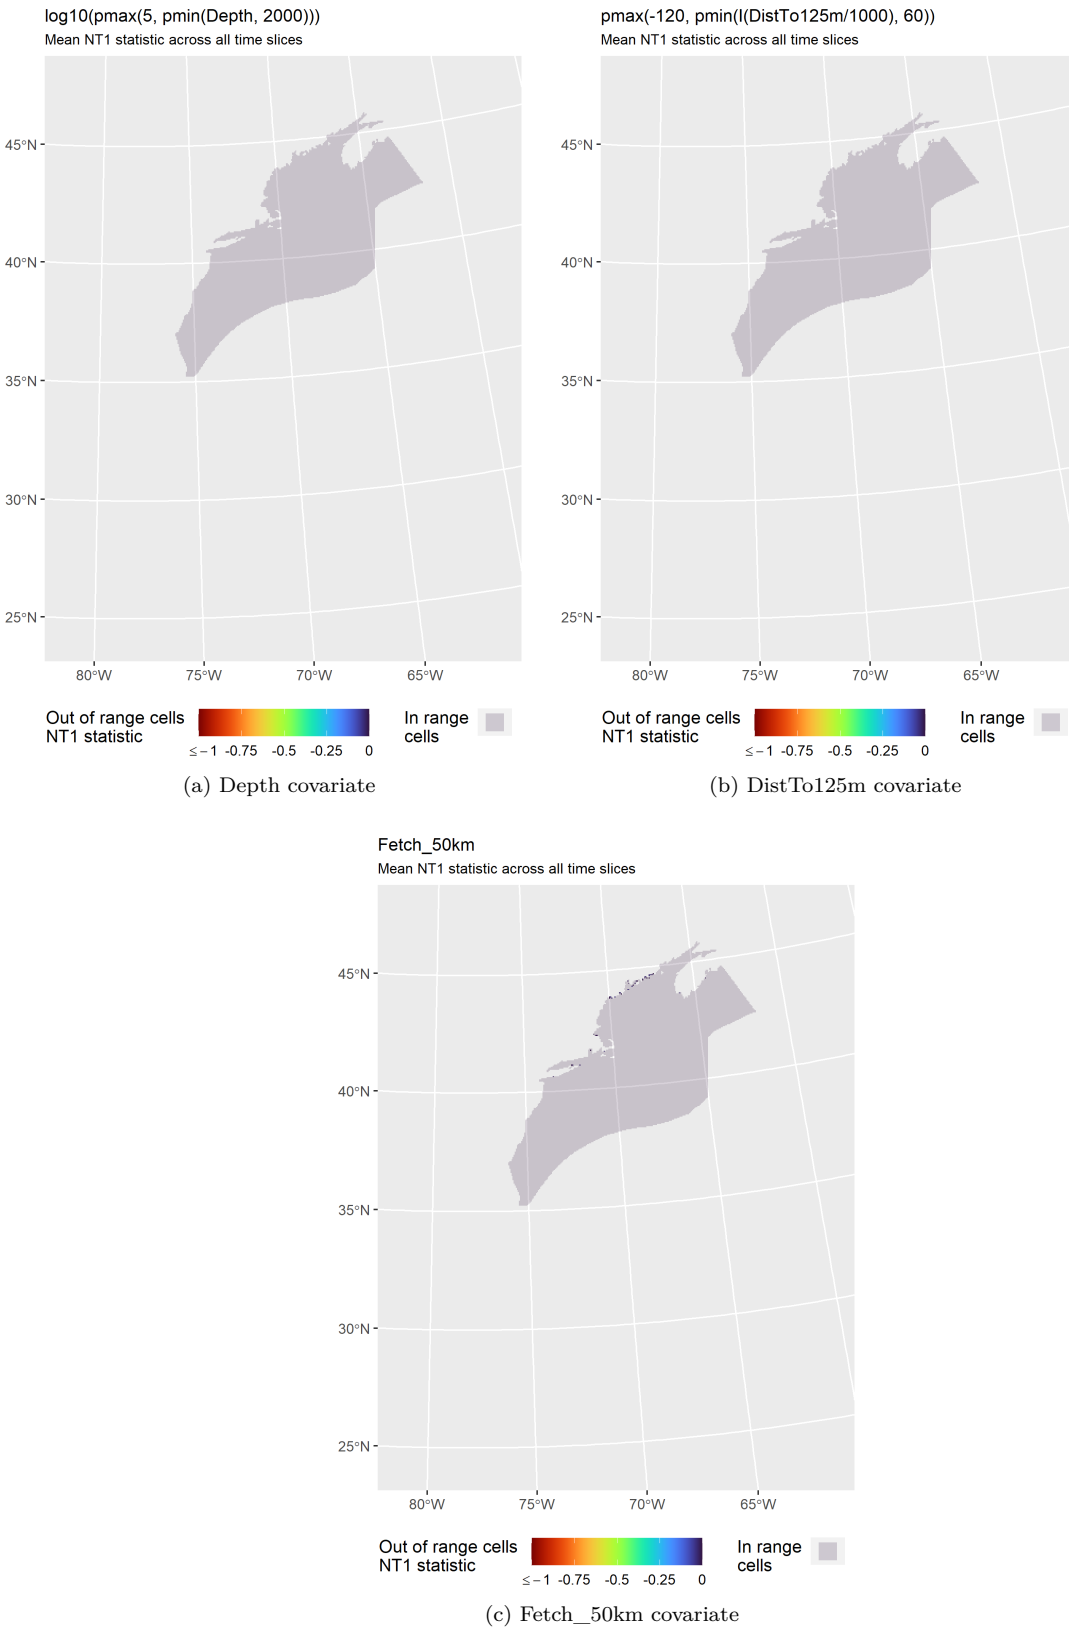 log10(pmax(5, pmin(Depth, 2000)))
Mean NT1 statistic across all time slices
45°N
40°N
35°N
30°N
25°N
80°W 75°W 70°W 65°W
Out of range cells
NT1 statistic
≤−1 -0.75 -0.5 -0.25 0
In range
cells
(a) Depth covariate
pmax(-120, pmin(I(DistTo125m/1000), 60))
Mean NT1 statistic across all time slices
45°N
40°N
35°N
30°N
25°N
80°W 75°W 70°W 65°W
Out of range cells
NT1 statistic
≤−1 -0.75 -0.5 -0.25 0
In range
cells
(b) DistTo125m covariate
Fetch_50km
Mean NT1 statistic across all time slices
45°N
40°N
35°N
30°N
25°N
80°W 75°W 70°W 65°W
Out of range cells
NT1 statistic
≤−1 -0.75 -0.5 -0.25 0
In range
cells
(c) Fetch_50km covariate